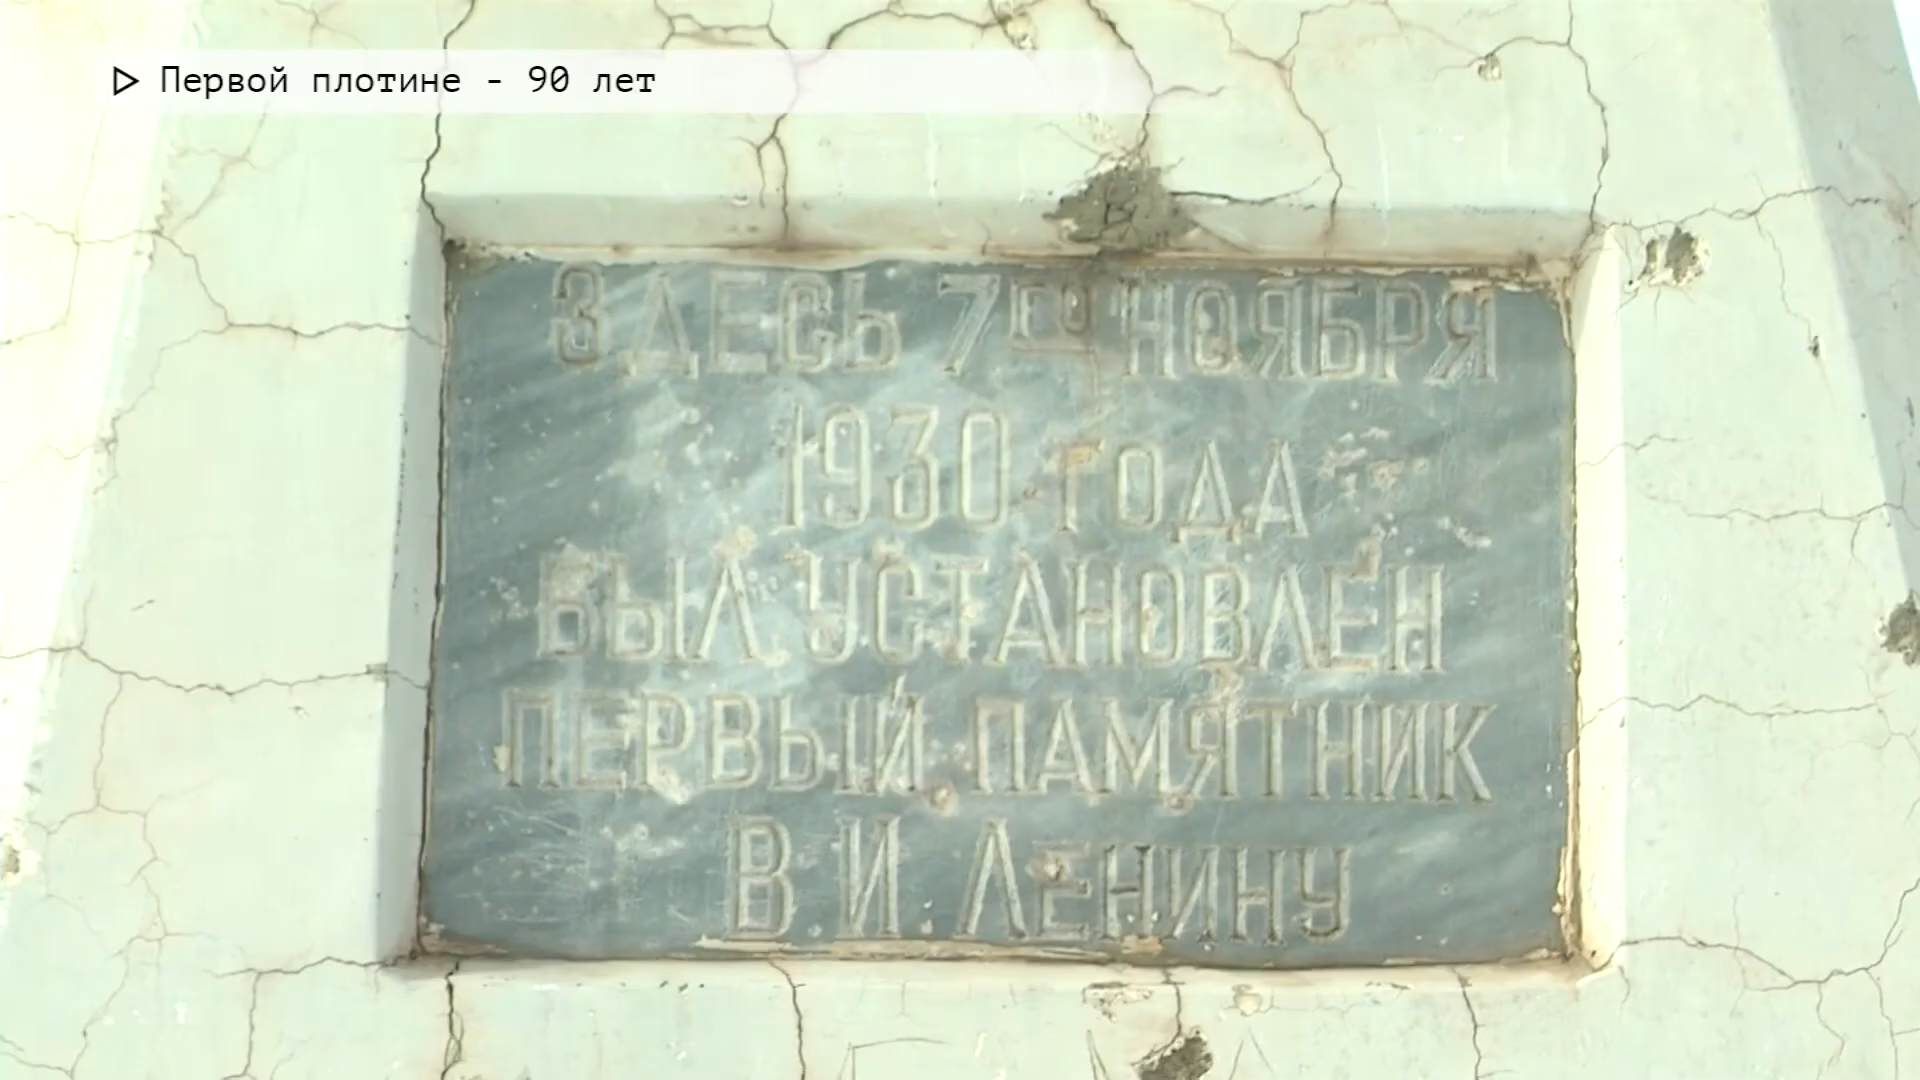 Первой плотине - 90 лет
ЗДЕСЬ 7го НОЯБРЯ
1930 ГОДА
БЫЛ УСТАНОВЛЕН
ПЕРВЫЙ ПАМЯТНИК
В.И. ЛЕНИНУ